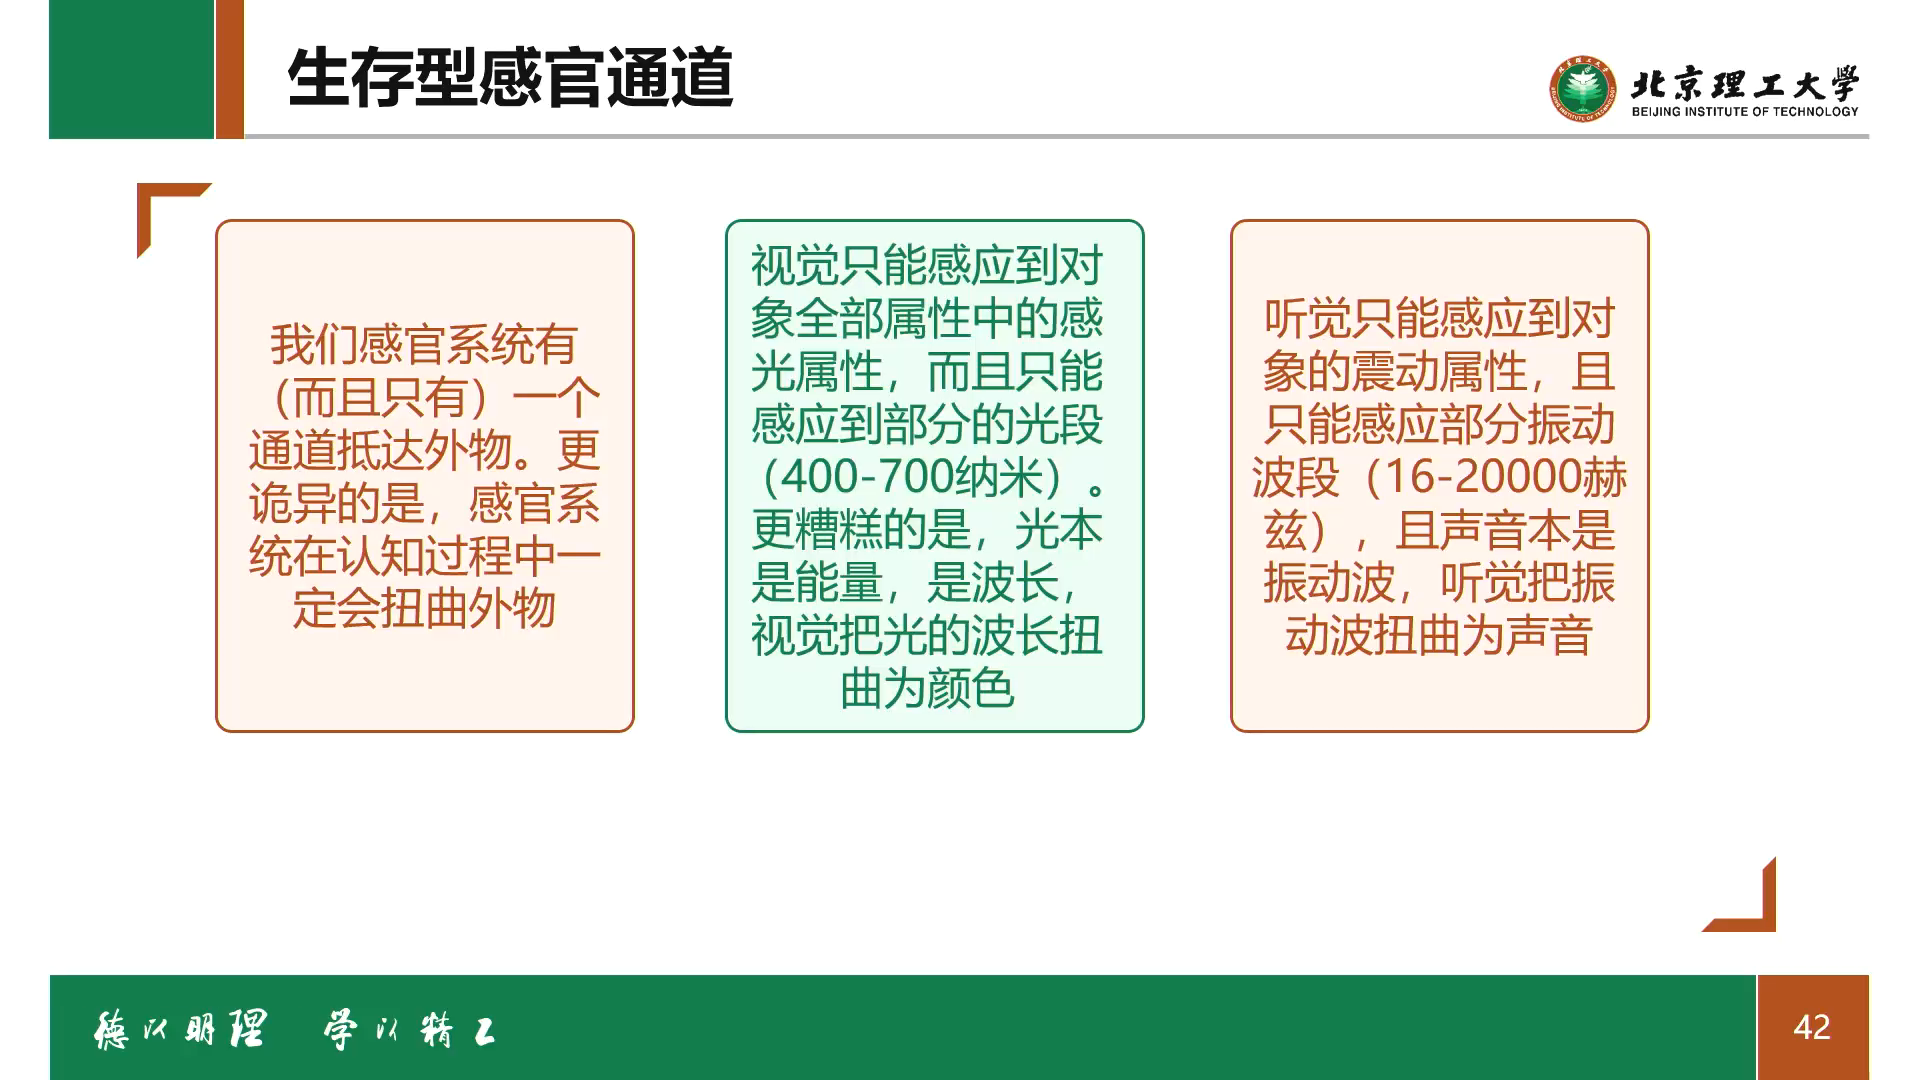 生存型感官通道
北京理工大学
BEIJING INSTITUTE OF TECHNOLOGY
我们感官系统有
（而且只有）一个
通道抵达外物。更
诡异的是，感官系
统在认知过程中一
定会扭曲外物
视觉只能感应到对
象全部属性中的感
光属性，而且只能
感应到部分的光段
（400-700纳米）。
更糟糕的是，光本
是能量，是波长，
视觉把光的波长扭
曲为颜色
听觉只能感应到对
象的震动属性，且
只能感应部分振动
波段（16-20000赫
兹），且声音本是
振动波，听觉把振
动波扭曲为声音
德以明理 学以精工
42